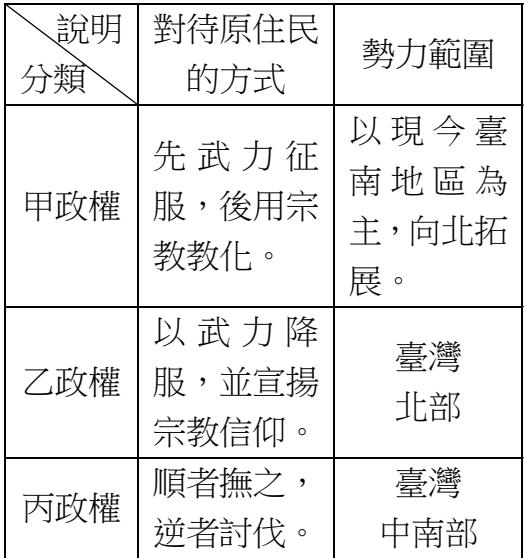 說明
分類
對待原住民
的方式
勢力範圍
甲政權
先武力征
服，後用宗
教教化。
以現今臺
南地區為
主，向北拓
展。
乙政權
以武力降
服，並宣揚
宗教信仰。
臺灣
北部
丙政權
順者撫之，
逆者討伐。
臺灣
中南部